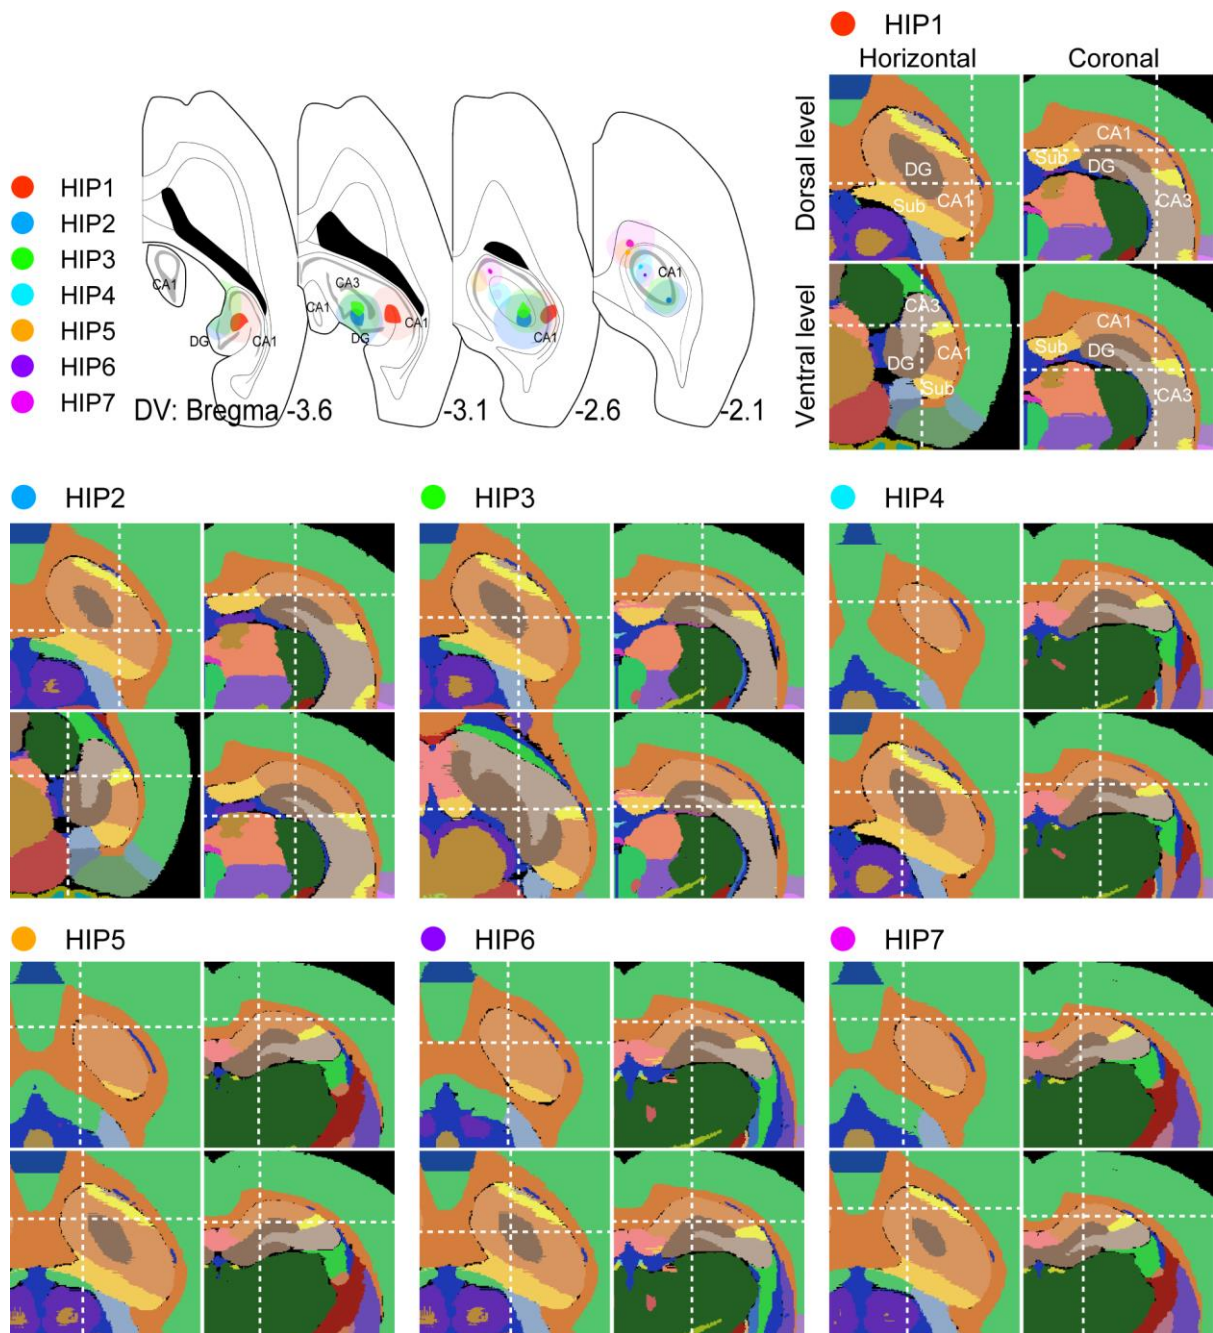 HIP1
Horizontal Coronal
Dorsal level
CA1
DG
Sub
CA1
CA1
Sub
DG
CA3
Ventral level
CA3
DG
CA1
Sub
CA1
Sub
DG
CA3
HIP1
HIP2
HIP3
HIP4
HIP5
HIP6
HIP7
CA1
DG
CA1
CA3
CA1
DG
CA1
CA1
CA1
DV: Bregma -3.6 -3.1 -2.6 -2.1
HIP2 HIP3 HIP4
HIP5 HIP6 HIP7